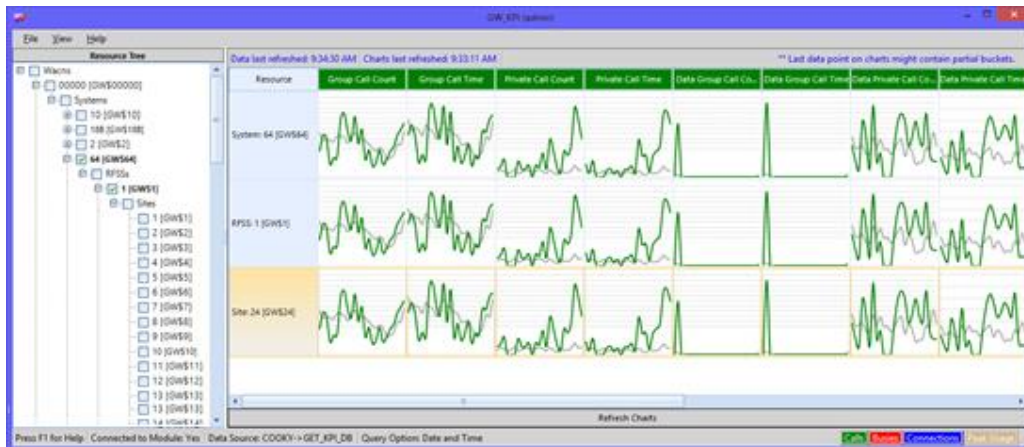 GW_KPI (admin)
File View Help
Resource Tree
Data last refreshed: 9:34:30 AM Charts last refreshed: 9:33:11 AM
** Last data point on charts might contain partial buckets.
Wacns
00000 [GW$00000]
Systems
10 [GW$10]
188 [GW$188]
2 [GW$2]
64 [GW$64]
RFSSs
1 [GW$1]
Sites
1 [GW$1]
2 [GW$2]
3 [GW$3]
4 [GW$4]
5 [GW$5]
6 [GW$6]
7 [GW$7]
8 [GW$8]
9 [GW$9]
10 [GW$10]
11 [GW$11]
12 [GW$12]
13 [GW$13]
13 [GW$13]
14 [GW$14]
Resource Group Call Count Group Call Time Private Call Count Private Call Time Data Group Call Co... Data Group Call Time Data Private Call Co... Data Private Call Time
System: 64 [GW$64]
RFSS: 1 [GW$1]
Site: 24 [GW$24]
Refresh Charts
Press F1 for Help Connected to Module: Yes Data Source: COOKY->GET_KPI_DB Query Option: Date and Time
Calls Busies Connections Peak Usage